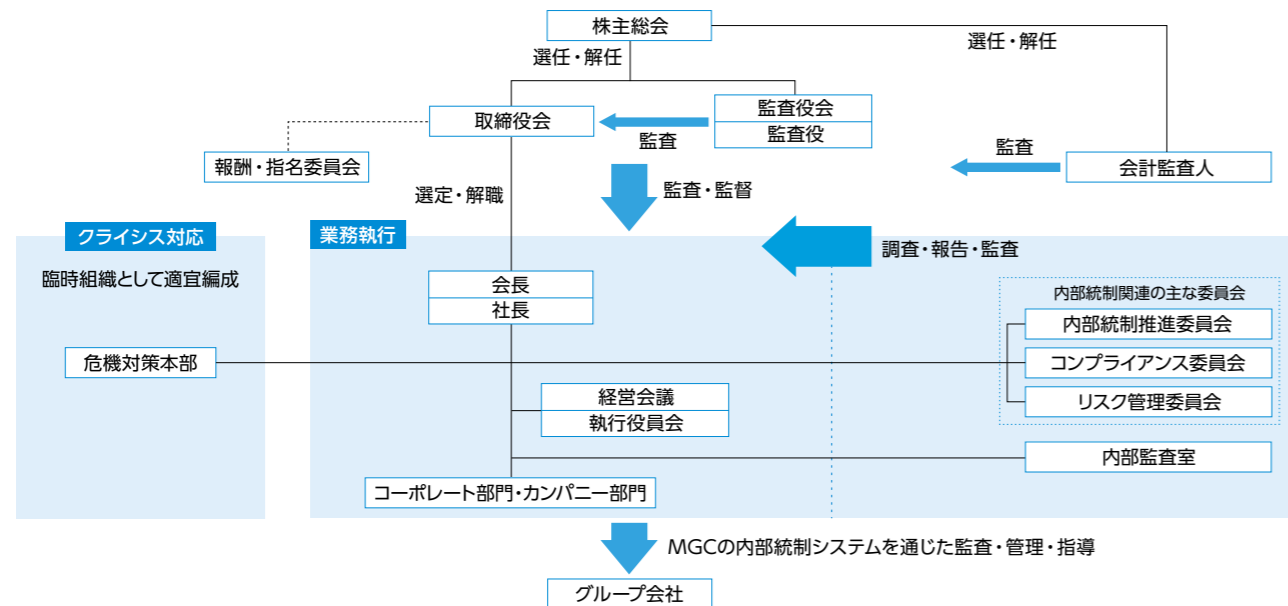 株主総会
選任・解任
選任・解任
取締役会
監査
監査役会
監査役
報酬・指名委員会
監査
会計監査人
選定・解職
監査・監督
クライシス対応
臨時組織として適宜編成
危機対策本部
業務執行
調査・報告・監査
会長
社長
内部統制関連の主な委員会
内部統制推進委員会
コンプライアンス委員会
リスク管理委員会
経営会議
執行役員会
内部監査室
コーポレート部門・カンパニー部門
MGCの内部統制システムを通じた監査・管理・指導
グループ会社